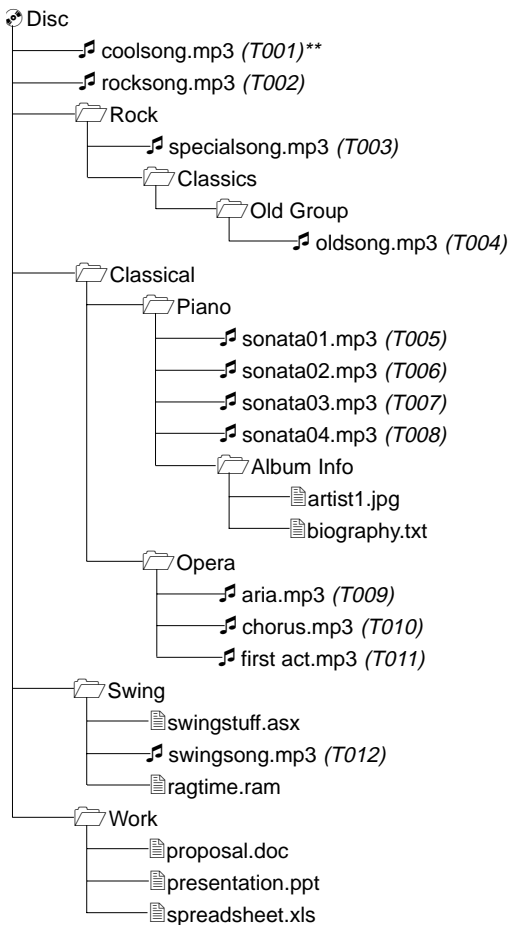 Disc
coolsong.mp3 (T001)**
rocksong.mp3 (T002)
Rock
specialsong.mp3 (T003)
Classics
Old Group
oldsong.mp3 (T004)
Classical
Piano
sonata01.mp3 (T005)
sonata02.mp3 (T006)
sonata03.mp3 (T007)
sonata04.mp3 (T008)
Album Info
artist1.jpg
biography.txt
Opera
aria.mp3 (T009)
chorus.mp3 (T010)
first act.mp3 (T011)
Swing
swingstuff.asx
swingsong.mp3 (T012)
ragtime.ram
Work
proposal.doc
presentation.ppt
spreadsheet.xls